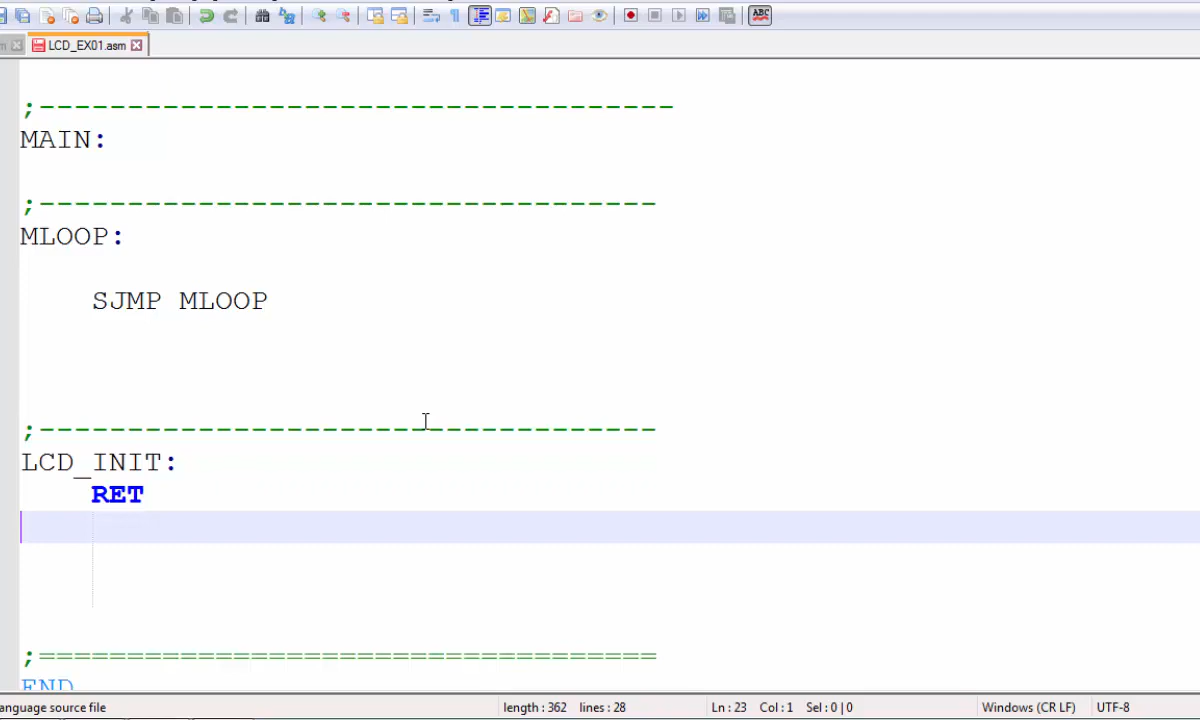 m
LCD_EX01.asm
;------------------------------------
MAIN:
;-----------------------------------
MLOOP:
SJMP MLOOP
;-----------------------------------
LCD_INIT:
RET
;===================================
END
anguage source file length : 362 lines : 28 Ln : 23 Col : 1 Sel : 0 | 0 Windows (CR LF) UTF-8
ABC